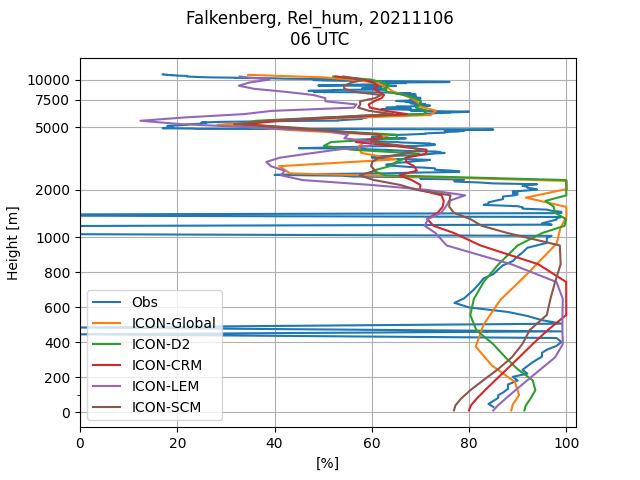 Falkenberg, Rel_hum, 20211106
06 UTC
10000
7500
5000
2000
1000
800
600
400
200
0
Height [m]
Obs
ICON-Global
ICON-D2
ICON-CRM
ICON-LEM
ICON-SCM
0 20 40 60 80 100
[%]